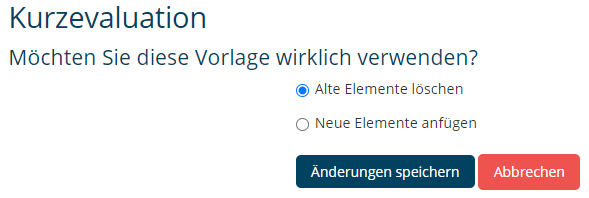 Kurzevaluation
Möchten Sie diese Vorlage wirklich verwenden?
Alte Elemente löschen
Neue Elemente anfügen
Änderungen speichern Abbrechen